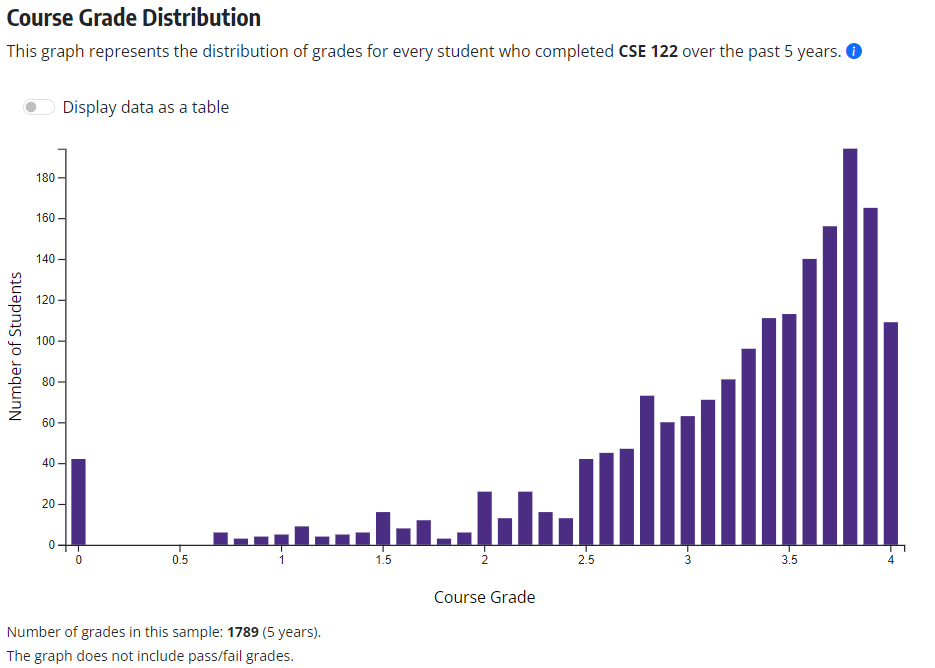 Course Grade Distribution
This graph represents the distribution of grades for every student who completed CSE 122 over the past 5 years. i
Display data as a table
180
160
140
120
100
80
60
40
20
0
Number of Students
0 0.5 1 1.5 2 2.5 3 3.5 4
Course Grade
Number of grades in this sample: 1789 (5 years).
The graph does not include pass/fail grades.